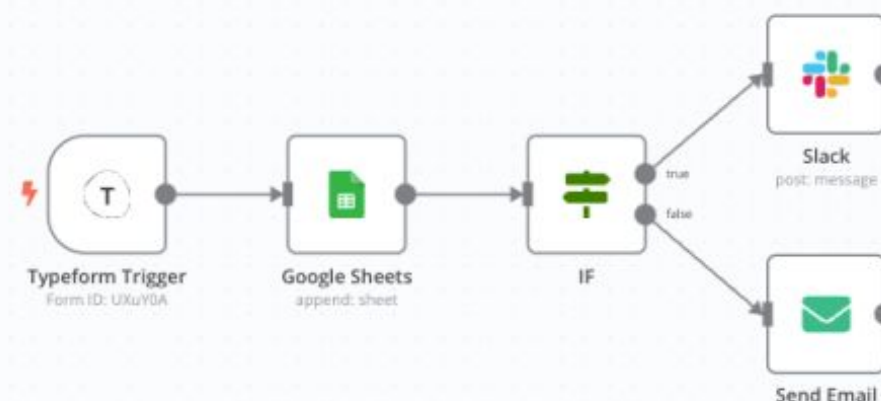 T
Typeform Trigger
Form ID: UXuY0A
Google Sheets
append: sheet
IF
true
false
Slack
post: message
Send Email